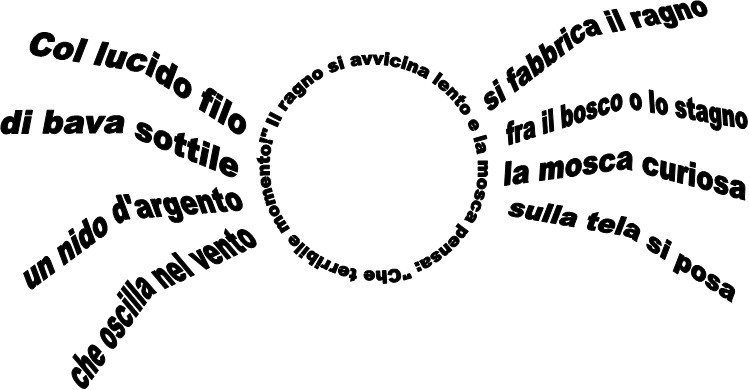 Col lucido filo
di bava sottile
un nido d'argento
che oscilla nel vento
si fabbrica il ragno
fra il bosco o lo stagno
la mosca curiosa
sulla tela si posa
Il ragno si avvicina lento e la mosca pensa: "Che terribile momento!"